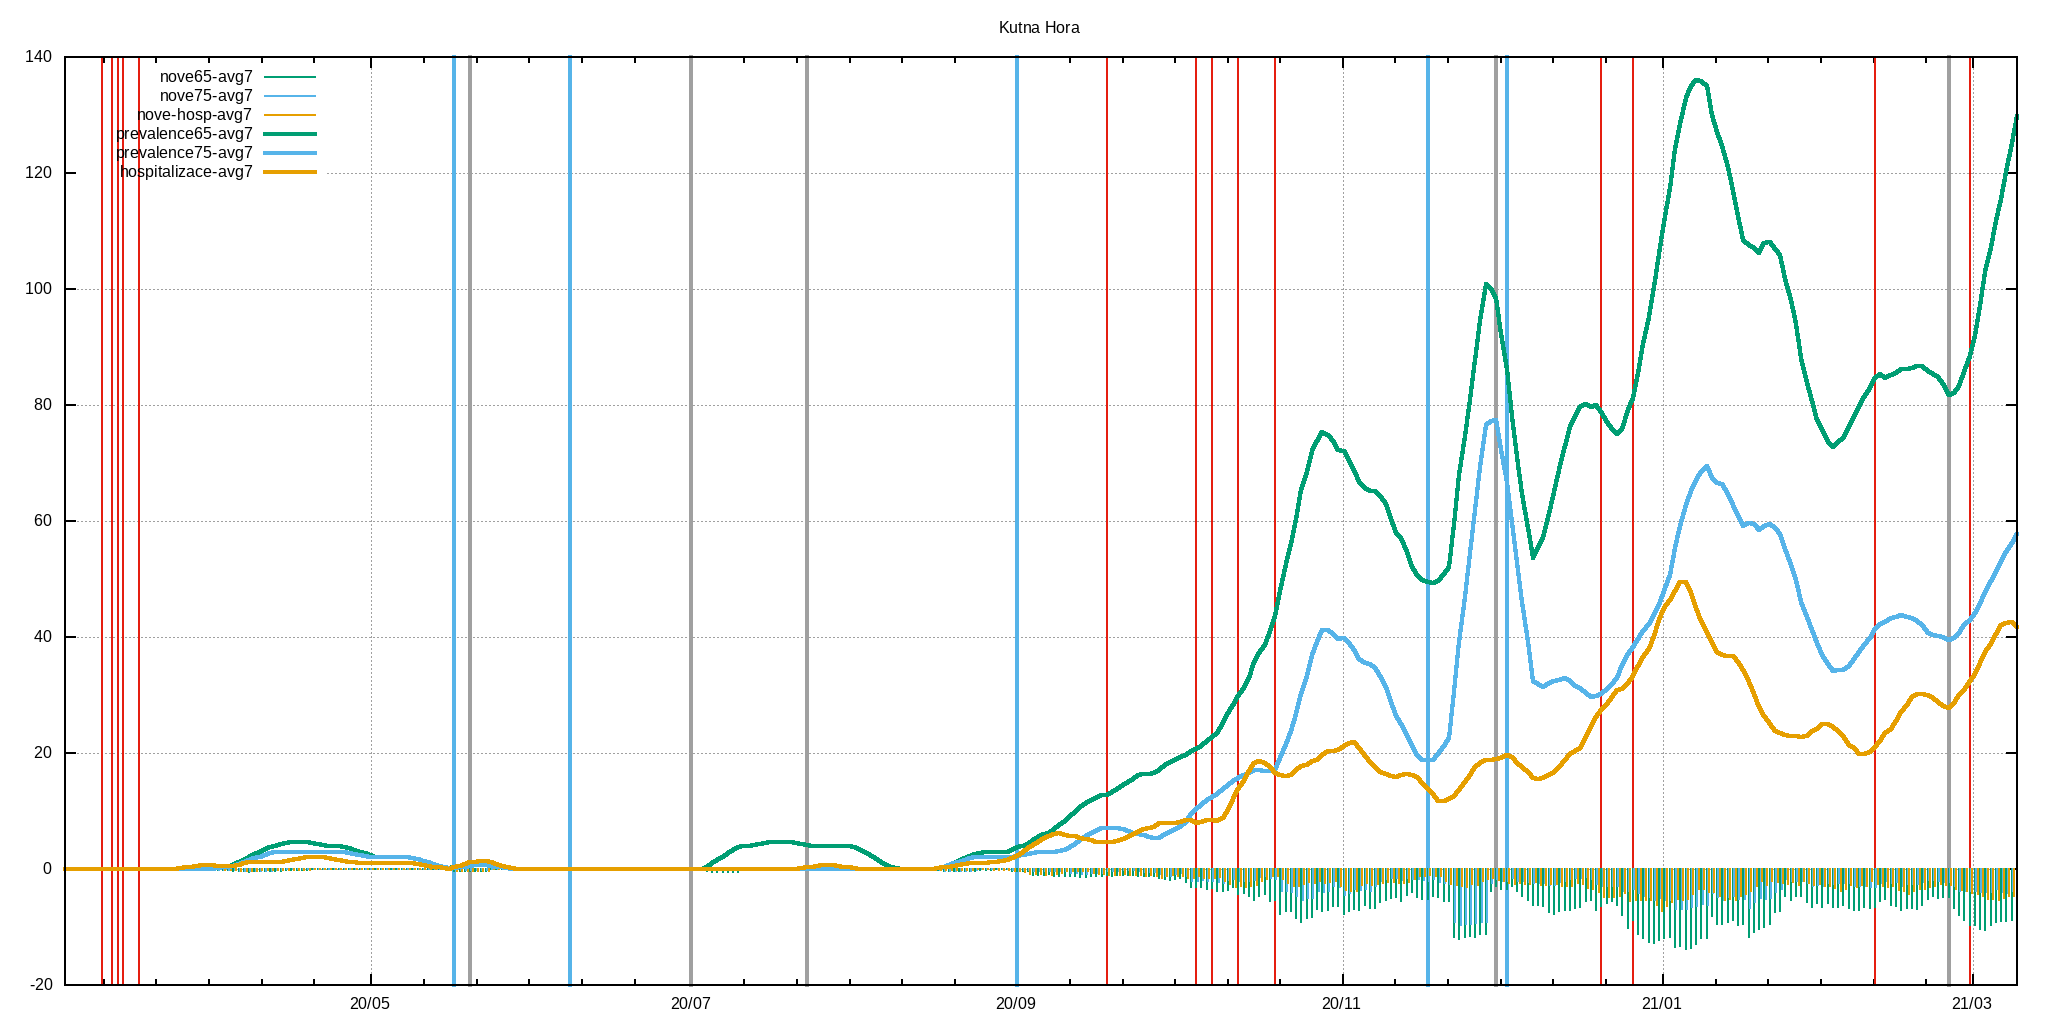 Kutna Hora
140
120
100
80
60
40
20
0
-20
nove65-avg7
nove75-avg7
nove-hosp-avg7
prevalence65-avg7
prevalence75-avg7
hospitalizace-avg7
20/05
20/07
20/09
20/11
21/01
21/03